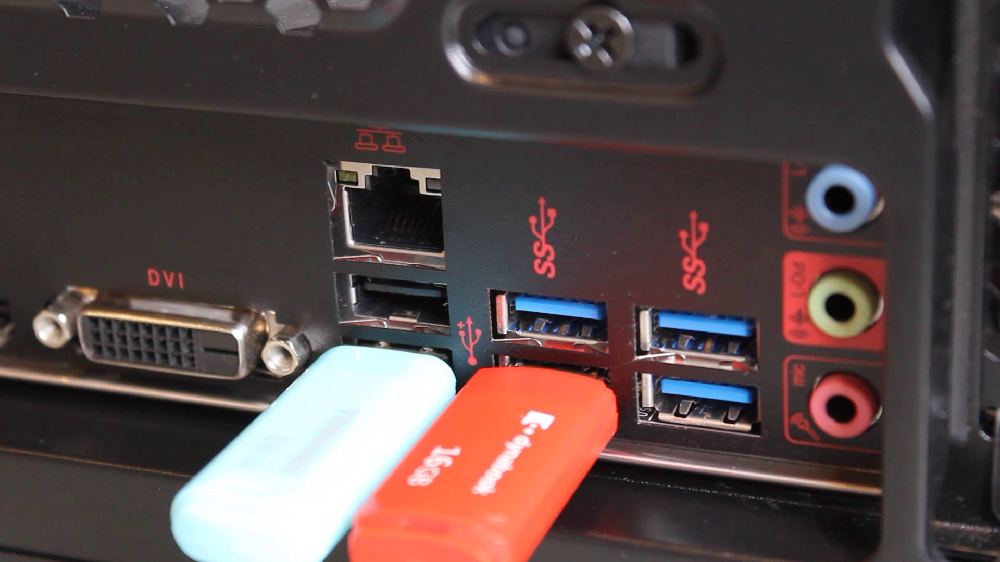 DVI
SS
SS
L-Out
mic
dynabook
16GB